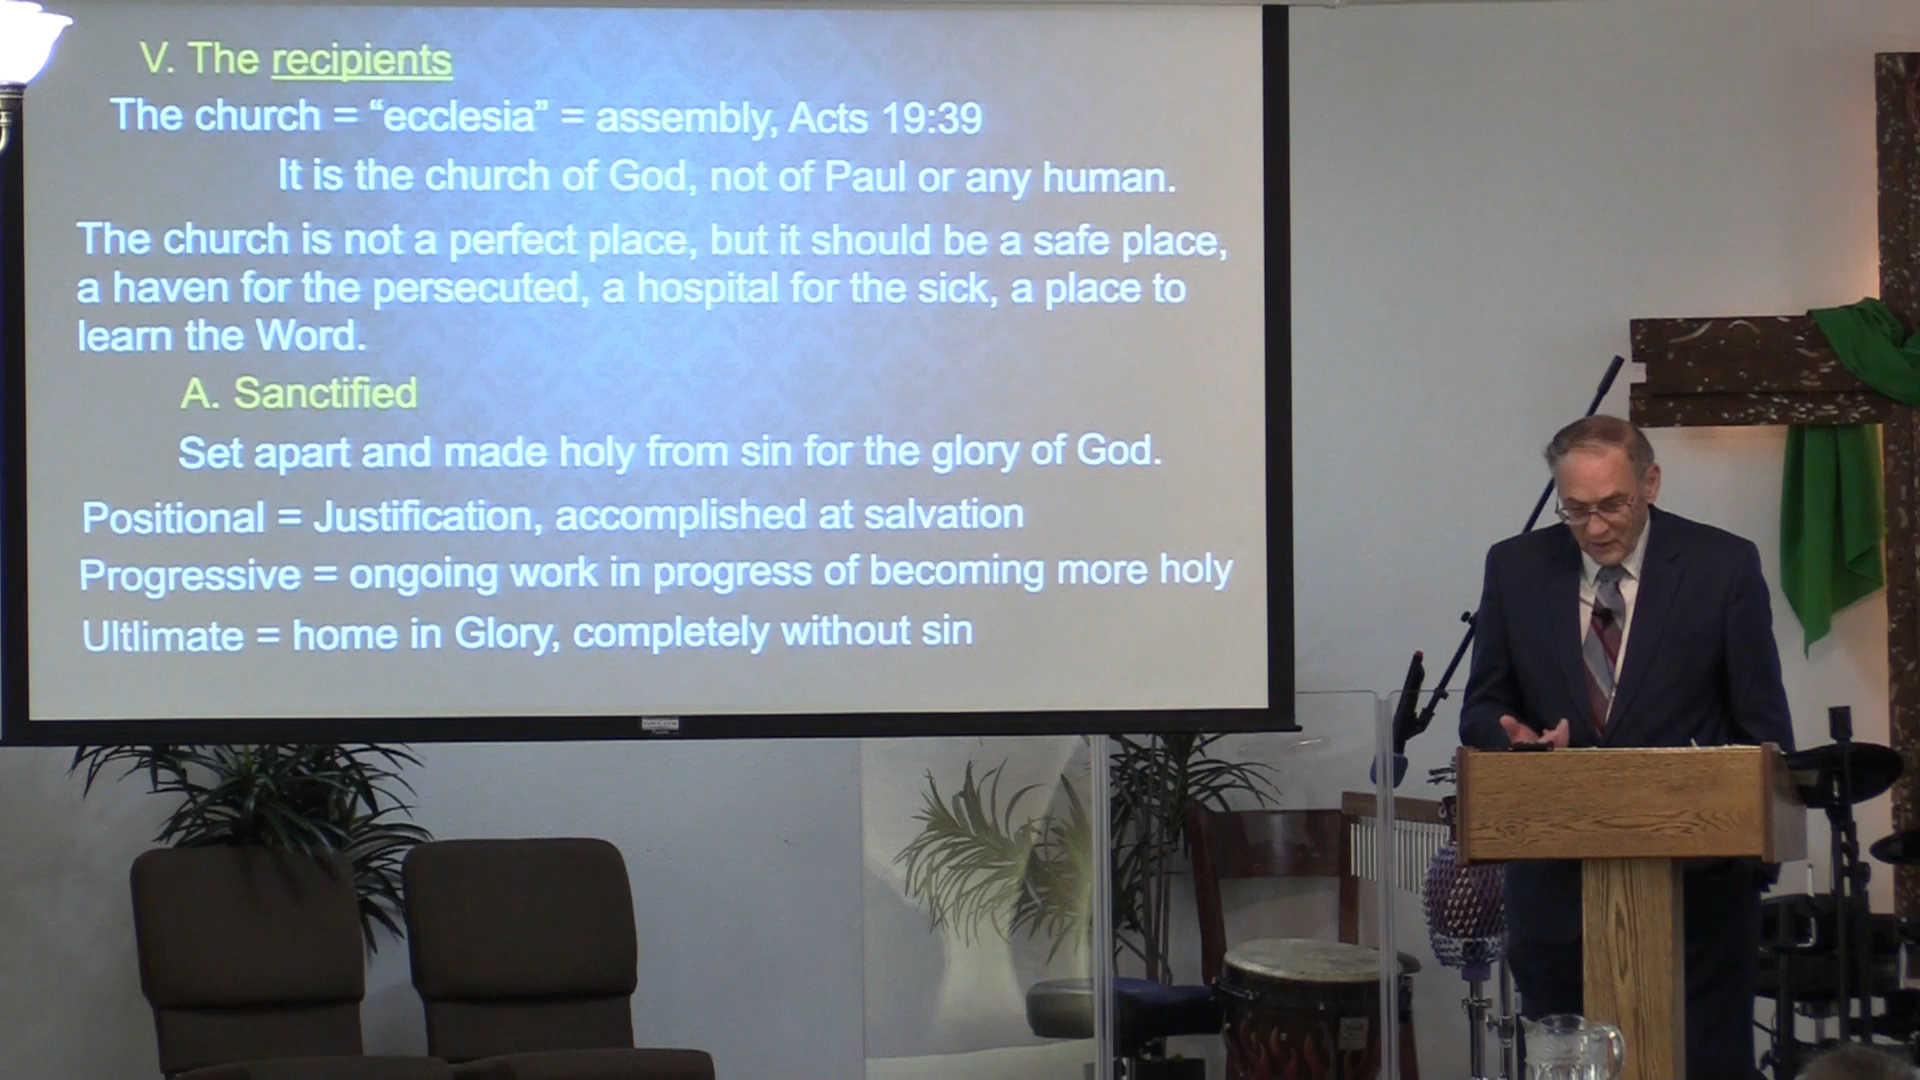 V. The recipients
The church = “ecclesia” = assembly, Acts 19:39
It is the church of God, not of Paul or any human.
The church is not a perfect place, but it should be a safe place,
a haven for the persecuted, a hospital for the sick, a place to
learn the Word.
A. Sanctified
Set apart and made holy from sin for the glory of God.
Positional = Justification, accomplished at salvation
Progressive = ongoing work in progress of becoming more holy
Ultlimate = home in Glory, completely without sin